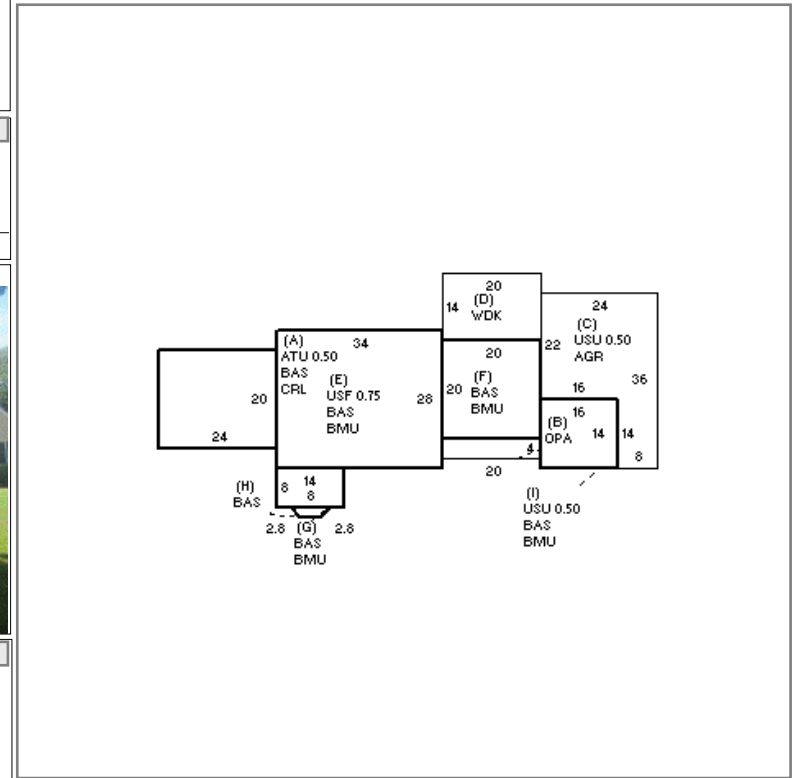 20
14
(D)
WDK
24
(C)
USU 0.50
AGR
22
36
16
(A)
ATU 0.50
BAS
CRL
34
(E)
USF 0.75
BAS
BMU
28
20
24
20
20
(F)
BAS
BMU
16
(B)
OPA
14
14
8
4
20
(H)
BAS
8
14
8
2.8
(G)
BAS
BMU
2.8
(I)
USU 0.50
BAS
BMU